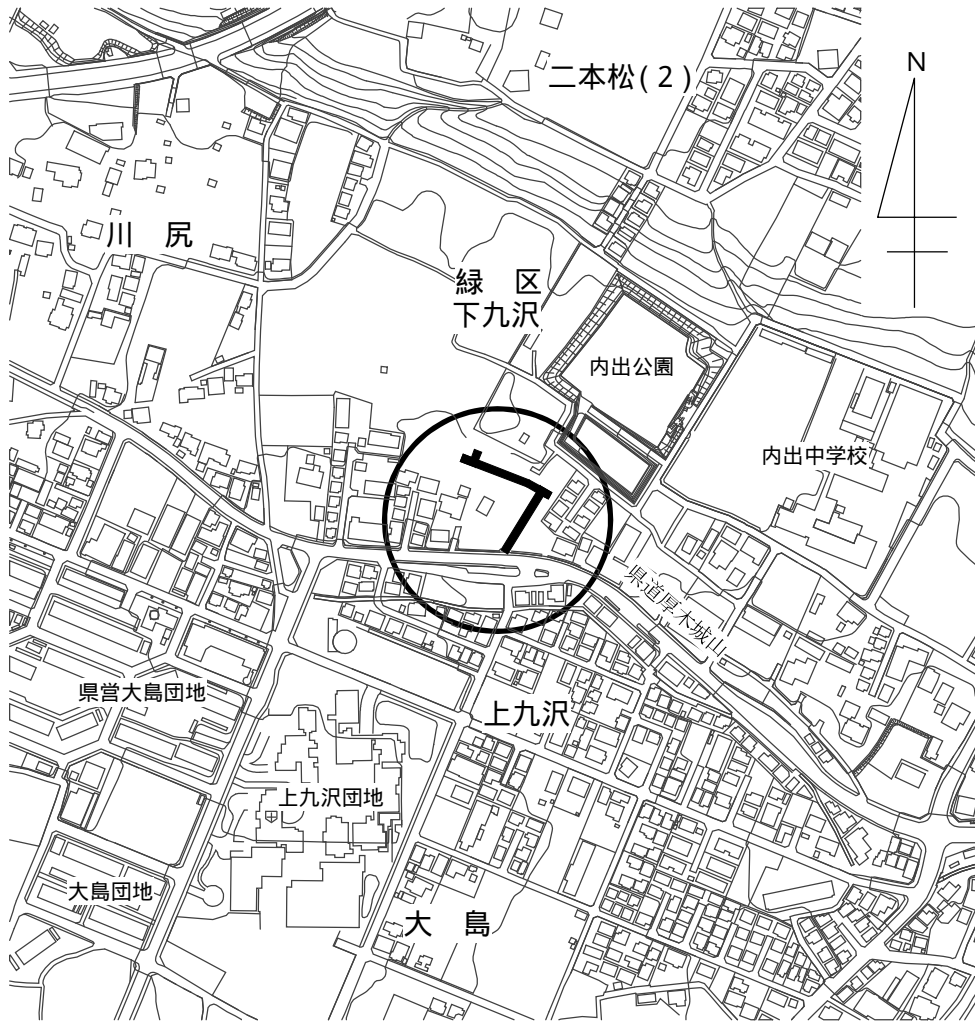 二本松(2)
N
川 尻
緑 区
下九沢
内出公園
内出中学校
県道厚木城山
県営大島団地
上九沢
上九沢団地
大島団地
大 島